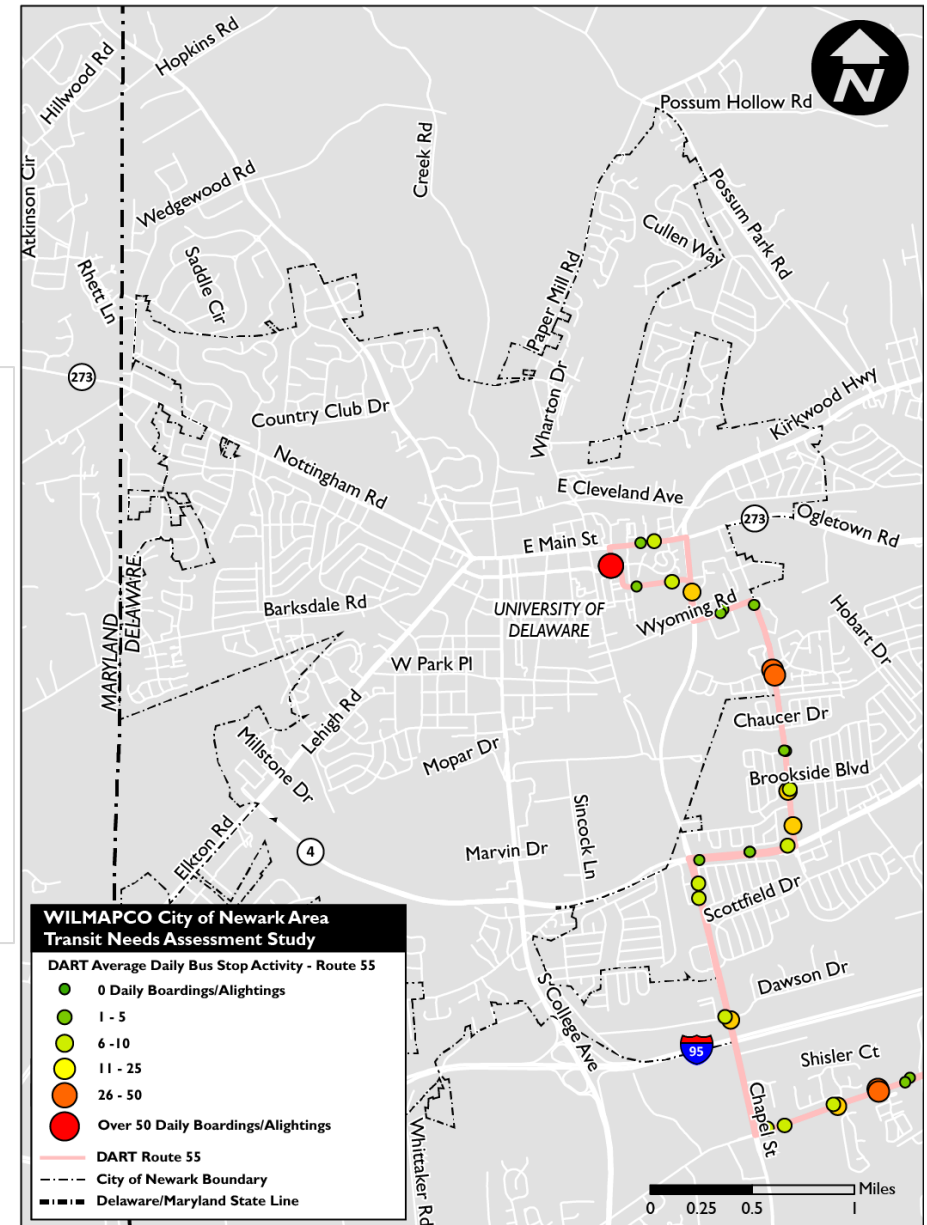 Hopkins Rd
Hillwood Rd
Possum Hollow Rd
N
Creek Rd
Atkinson Cir
Wedgewood Rd
Possum Park Rd
Cullen Way
Saddle Cir
Rhett Ln
Paper Mill Rd
273
Kirkwood Hwy
Wharton Dr
Country Club Dr
Nottingham Rd
E Cleveland Ave
273
Ogletown Rd
E Main St
MARYLAND
DELAWARE
Barksdale Rd
UNIVERSITY OF
DELAWARE
Wyoming Rd
Hobart Dr
W Park Pl
Lehigh Rd
Chaucer Dr
Millstone Dr
Mopar Dr
Brookside Blvd
Sincock Ln
Elkton Rd
4
Marvin Dr
Scottfield Dr
Dawson Dr
S College Ave
95
Shisler Ct
Chapel St
Whittaker Rd
WILMAPCO City of Newark Area
Transit Needs Assessment Study
DART Average Daily Bus Stop Activity - Route 55
0 Daily Boardings/Alightings
1 - 5
6 -10
11 - 25
26 - 50
Over 50 Daily Boardings/Alightings
DART Route 55
City of Newark Boundary
Delaware/Maryland State Line
Miles
0 0.25 0.5 1